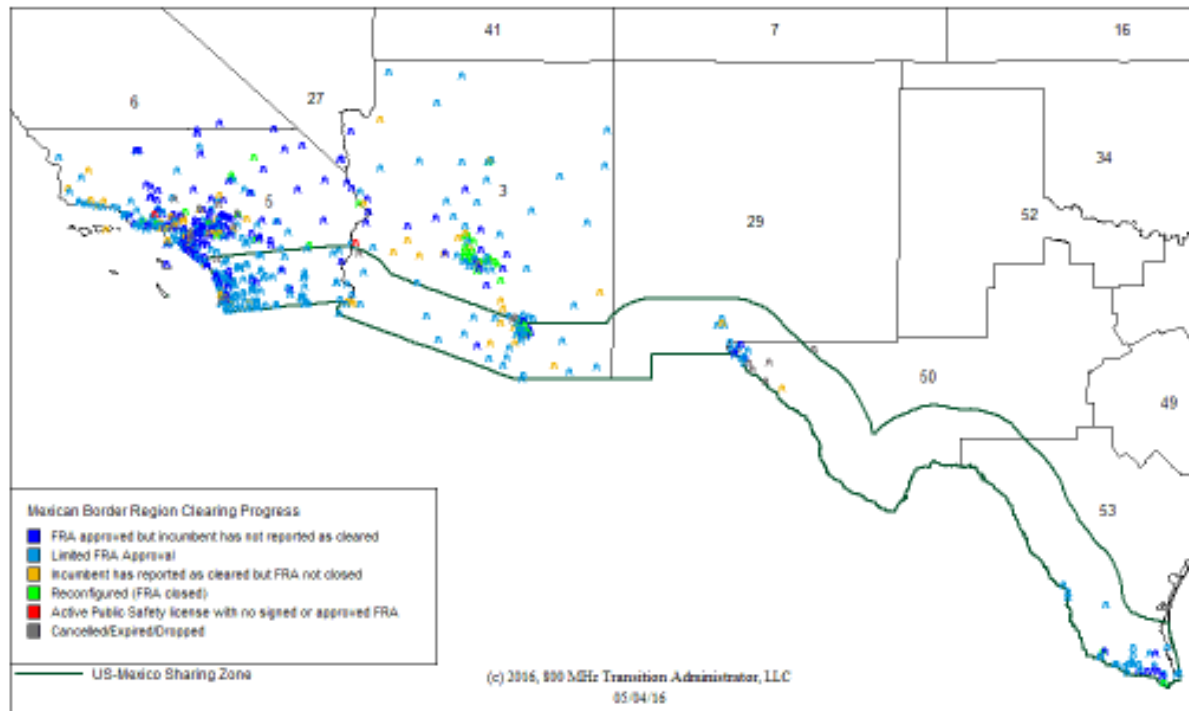 41
7
16
6
27
34
5
3
29
52
50
49
53
Mexican Border Region Clearing Progress
FRA approved but incumbent has not reported as cleared
Limited FRA Approval
Incumbent has reported as cleared but FRA not closed
Reconfigured (FRA closed)
Active Public Safety license with no signed or approved FRA
Cancelled/Expired/Dropped
US-Mexico Sharing Zone
(c) 2016, 800 MHz Transition Administrator, LLC
05/04/16